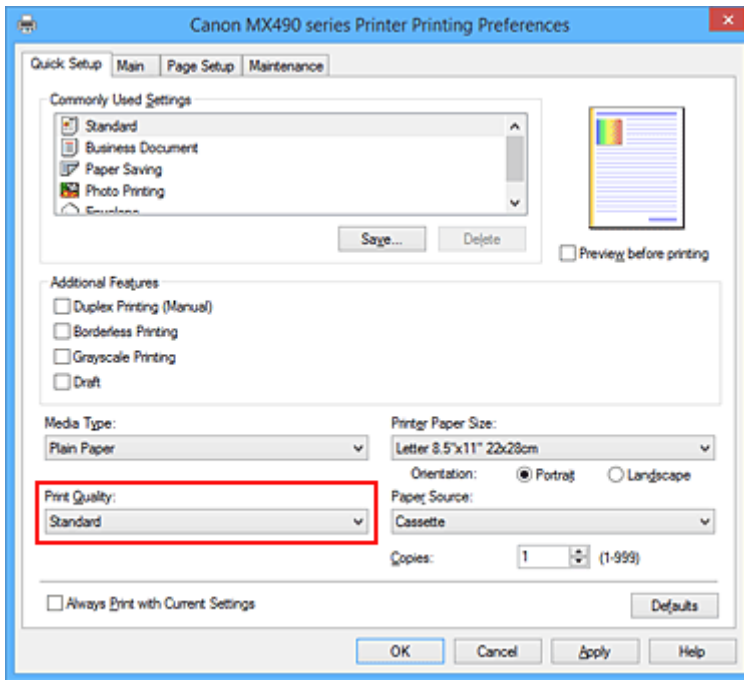 Canon MX490 series Printer Printing Preferences
Quick Setup Main Page Setup Maintenance
Commonly Used Settings
Standard
Business Document
Paper Saving
Photo Printing
Envelope
Save... Delete
Preview before printing
Additional Features
Duplex Printing (Manual)
Borderless Printing
Grayscale Printing
Draft
Media Type:
Plain Paper
Printer Paper Size:
Letter 8.5"x11" 22x28cm
Orientation: Portrait Landscape
Print Quality:
Standard
Paper Source:
Cassette
Copies: 1 (1-999)
Always Print with Current Settings
Defaults
OK Cancel Apply Help